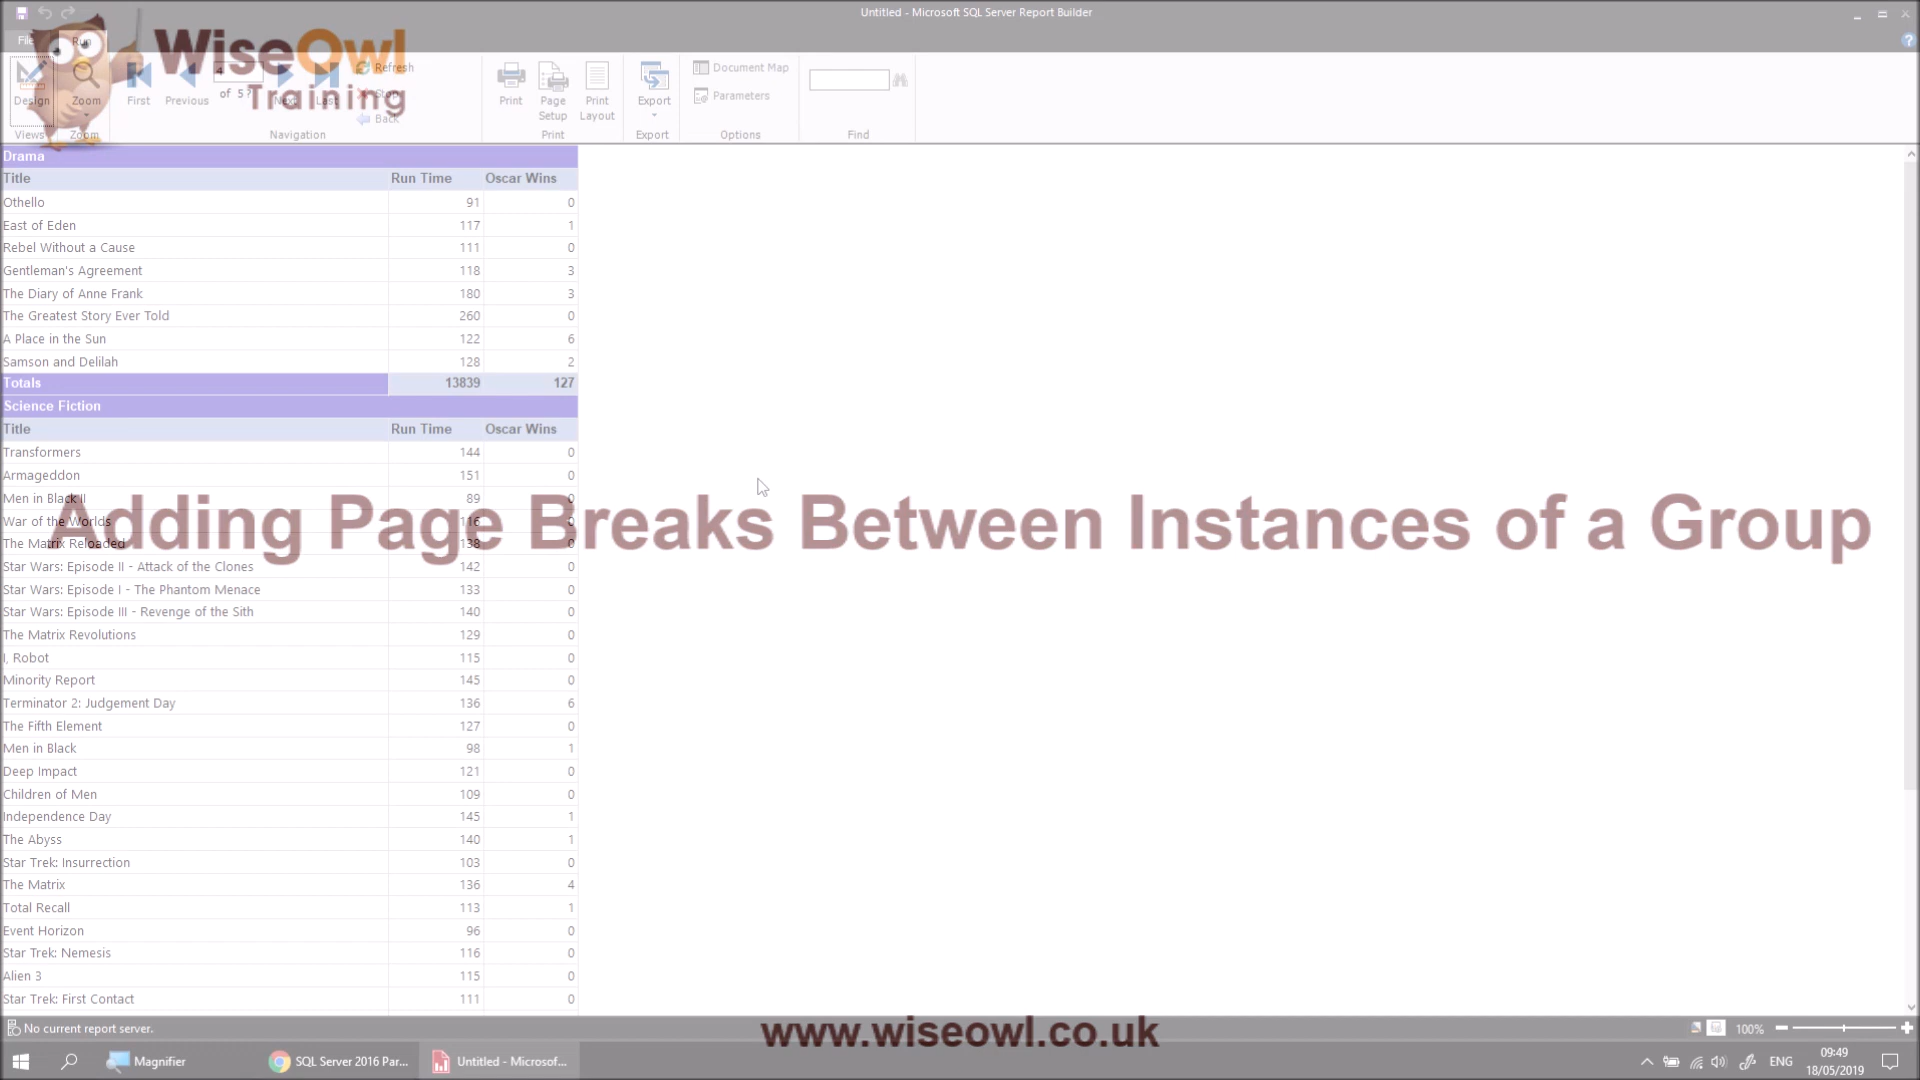 Untitled - Microsoft SQL Server Report Builder
File Run
WiseOwl
Training
Design
Views
Zoom
Zoom
First
Previous
4
of 5 ?
Next
Last
Refresh
Stop
Back
Navigation
Print
Page Setup
Print Layout
Print
Export
Export
Document Map
Parameters
Options
Find
Drama
Title Run Time Oscar Wins
Othello 91 0
East of Eden 117 1
Rebel Without a Cause 111 0
Gentleman's Agreement 118 3
The Diary of Anne Frank 180 3
The Greatest Story Ever Told 260 0
A Place in the Sun 122 6
Samson and Delilah 128 2
Totals 13839 127
Science Fiction
Title Run Time Oscar Wins
Transformers 144 0
Armageddon 151 0
Men in Black II 89 0
Adding Page Breaks Between Instances of a Group
War of the Worlds 116 0
The Matrix Reloaded 138 0
Star Wars: Episode II - Attack of the Clones 142 0
Star Wars: Episode I - The Phantom Menace 133 0
Star Wars: Episode III - Revenge of the Sith 140 0
The Matrix Revolutions 129 0
I, Robot 115 0
Minority Report 145 0
Terminator 2: Judgement Day 136 6
The Fifth Element 127 0
Men in Black 98 1
Deep Impact 121 0
Children of Men 109 0
Independence Day 145 1
The Abyss 140 1
Star Trek: Insurrection 103 0
The Matrix 136 4
Total Recall 113 1
Event Horizon 96 0
Star Trek: Nemesis 116 0
Alien 3 115 0
Star Trek: First Contact 111 0
No current report server.
www.wiseowl.co.uk
100%
Magnifier
SQL Server 2016 Par...
Untitled - Microsof...
ENG
09:49
18/05/2019